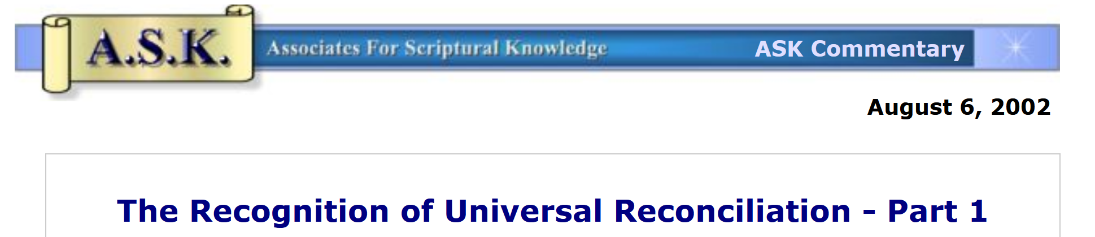 A.S.K. Associates For Scriptural Knowledge ASK Commentary
August 6, 2002
The Recognition of Universal Reconciliation - Part 1